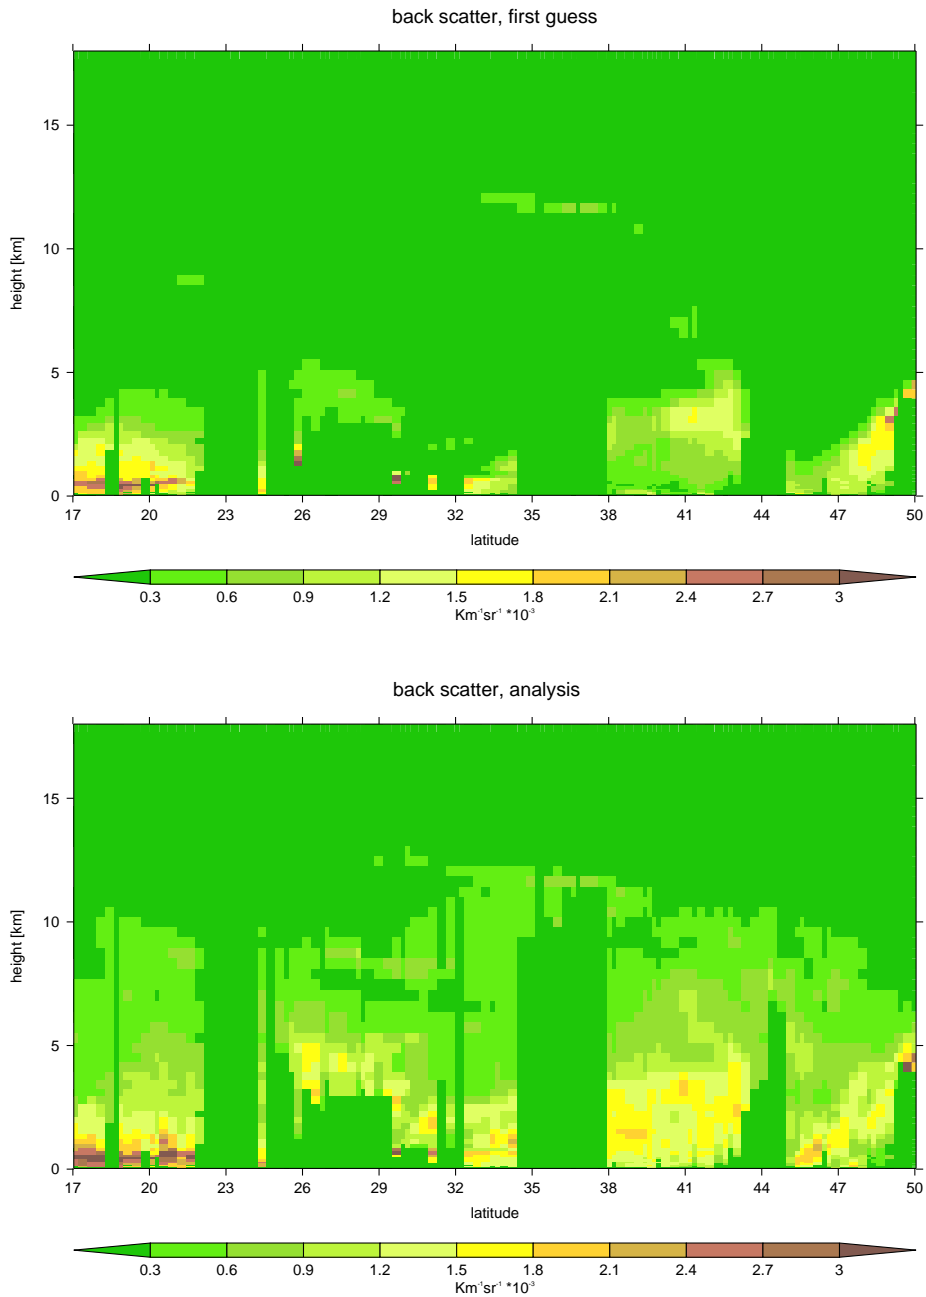 back scatter, first guess
15
10
5
0
height [km]
17 20 23 26 29 32 35 38 41 44 47 50
latitude
0.3 0.6 0.9 1.2 1.5 1.8 2.1 2.4 2.7 3
Km⁻¹sr⁻¹ *10⁻³
back scatter, analysis
15
10
5
0
height [km]
17 20 23 26 29 32 35 38 41 44 47 50
latitude
0.3 0.6 0.9 1.2 1.5 1.8 2.1 2.4 2.7 3
Km⁻¹sr⁻¹ *10⁻³